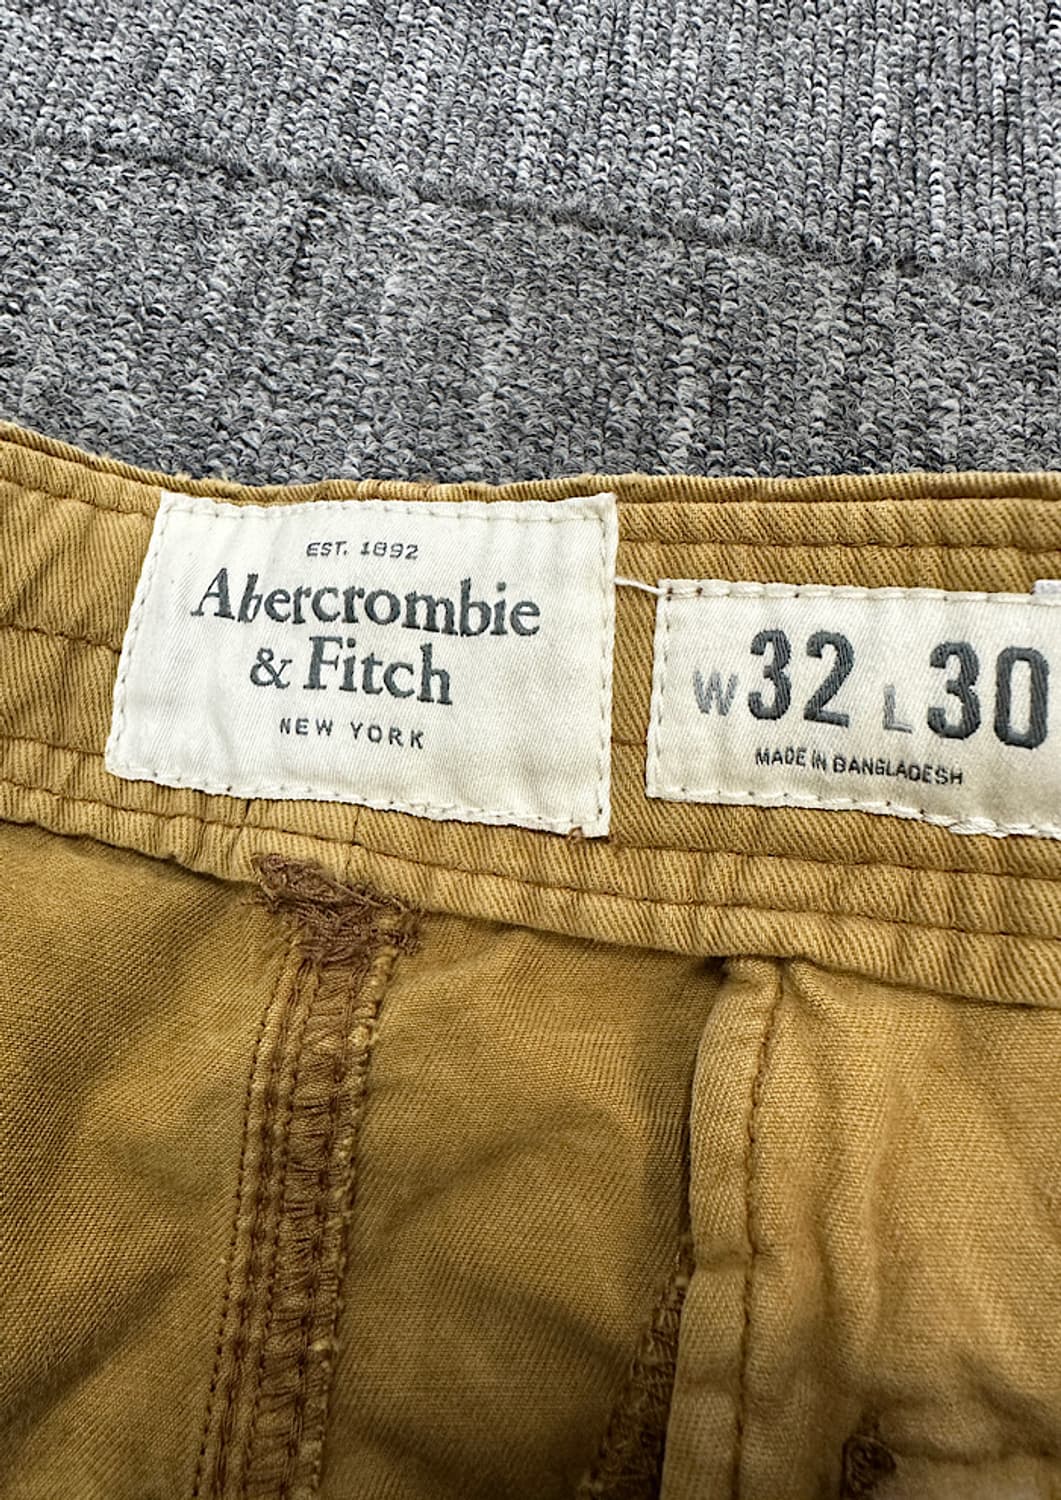 EST. 1892
Abercrombie
& Fitch
NEW YORK
W32 L30
MADE IN BANGLADESH